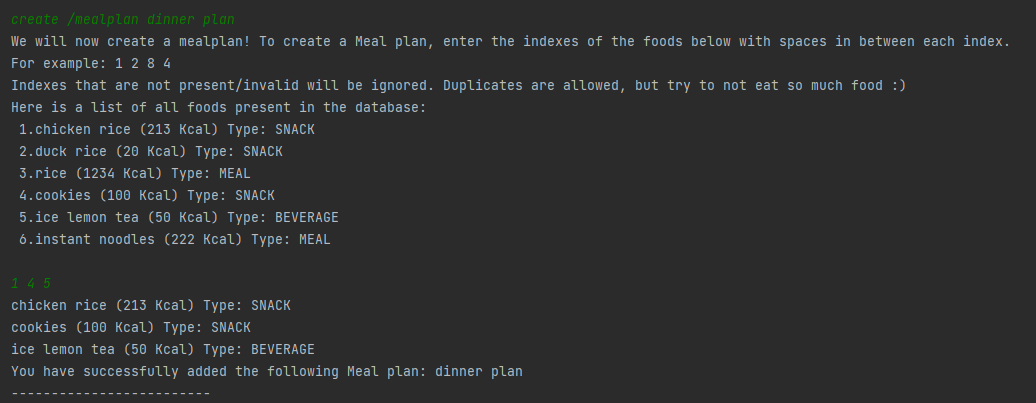 create /mealplan dinner plan
We will now create a mealplan! To create a Meal plan, enter the indexes of the foods below with spaces in between each index.
For example: 1 2 8 4
Indexes that are not present/invalid will be ignored. Duplicates are allowed, but try to not eat so much food :)
Here is a list of all foods present in the database:
1.chicken rice (213 Kcal) Type: SNACK
2.duck rice (20 Kcal) Type: SNACK
3.rice (1234 Kcal) Type: MEAL
4.cookies (100 Kcal) Type: SNACK
5.ice lemon tea (50 Kcal) Type: BEVERAGE
6.instant noodles (222 Kcal) Type: MEAL
1 4 5
chicken rice (213 Kcal) Type: SNACK
cookies (100 Kcal) Type: SNACK
ice lemon tea (50 Kcal) Type: BEVERAGE
You have successfully added the following Meal plan: dinner plan
-------------------------